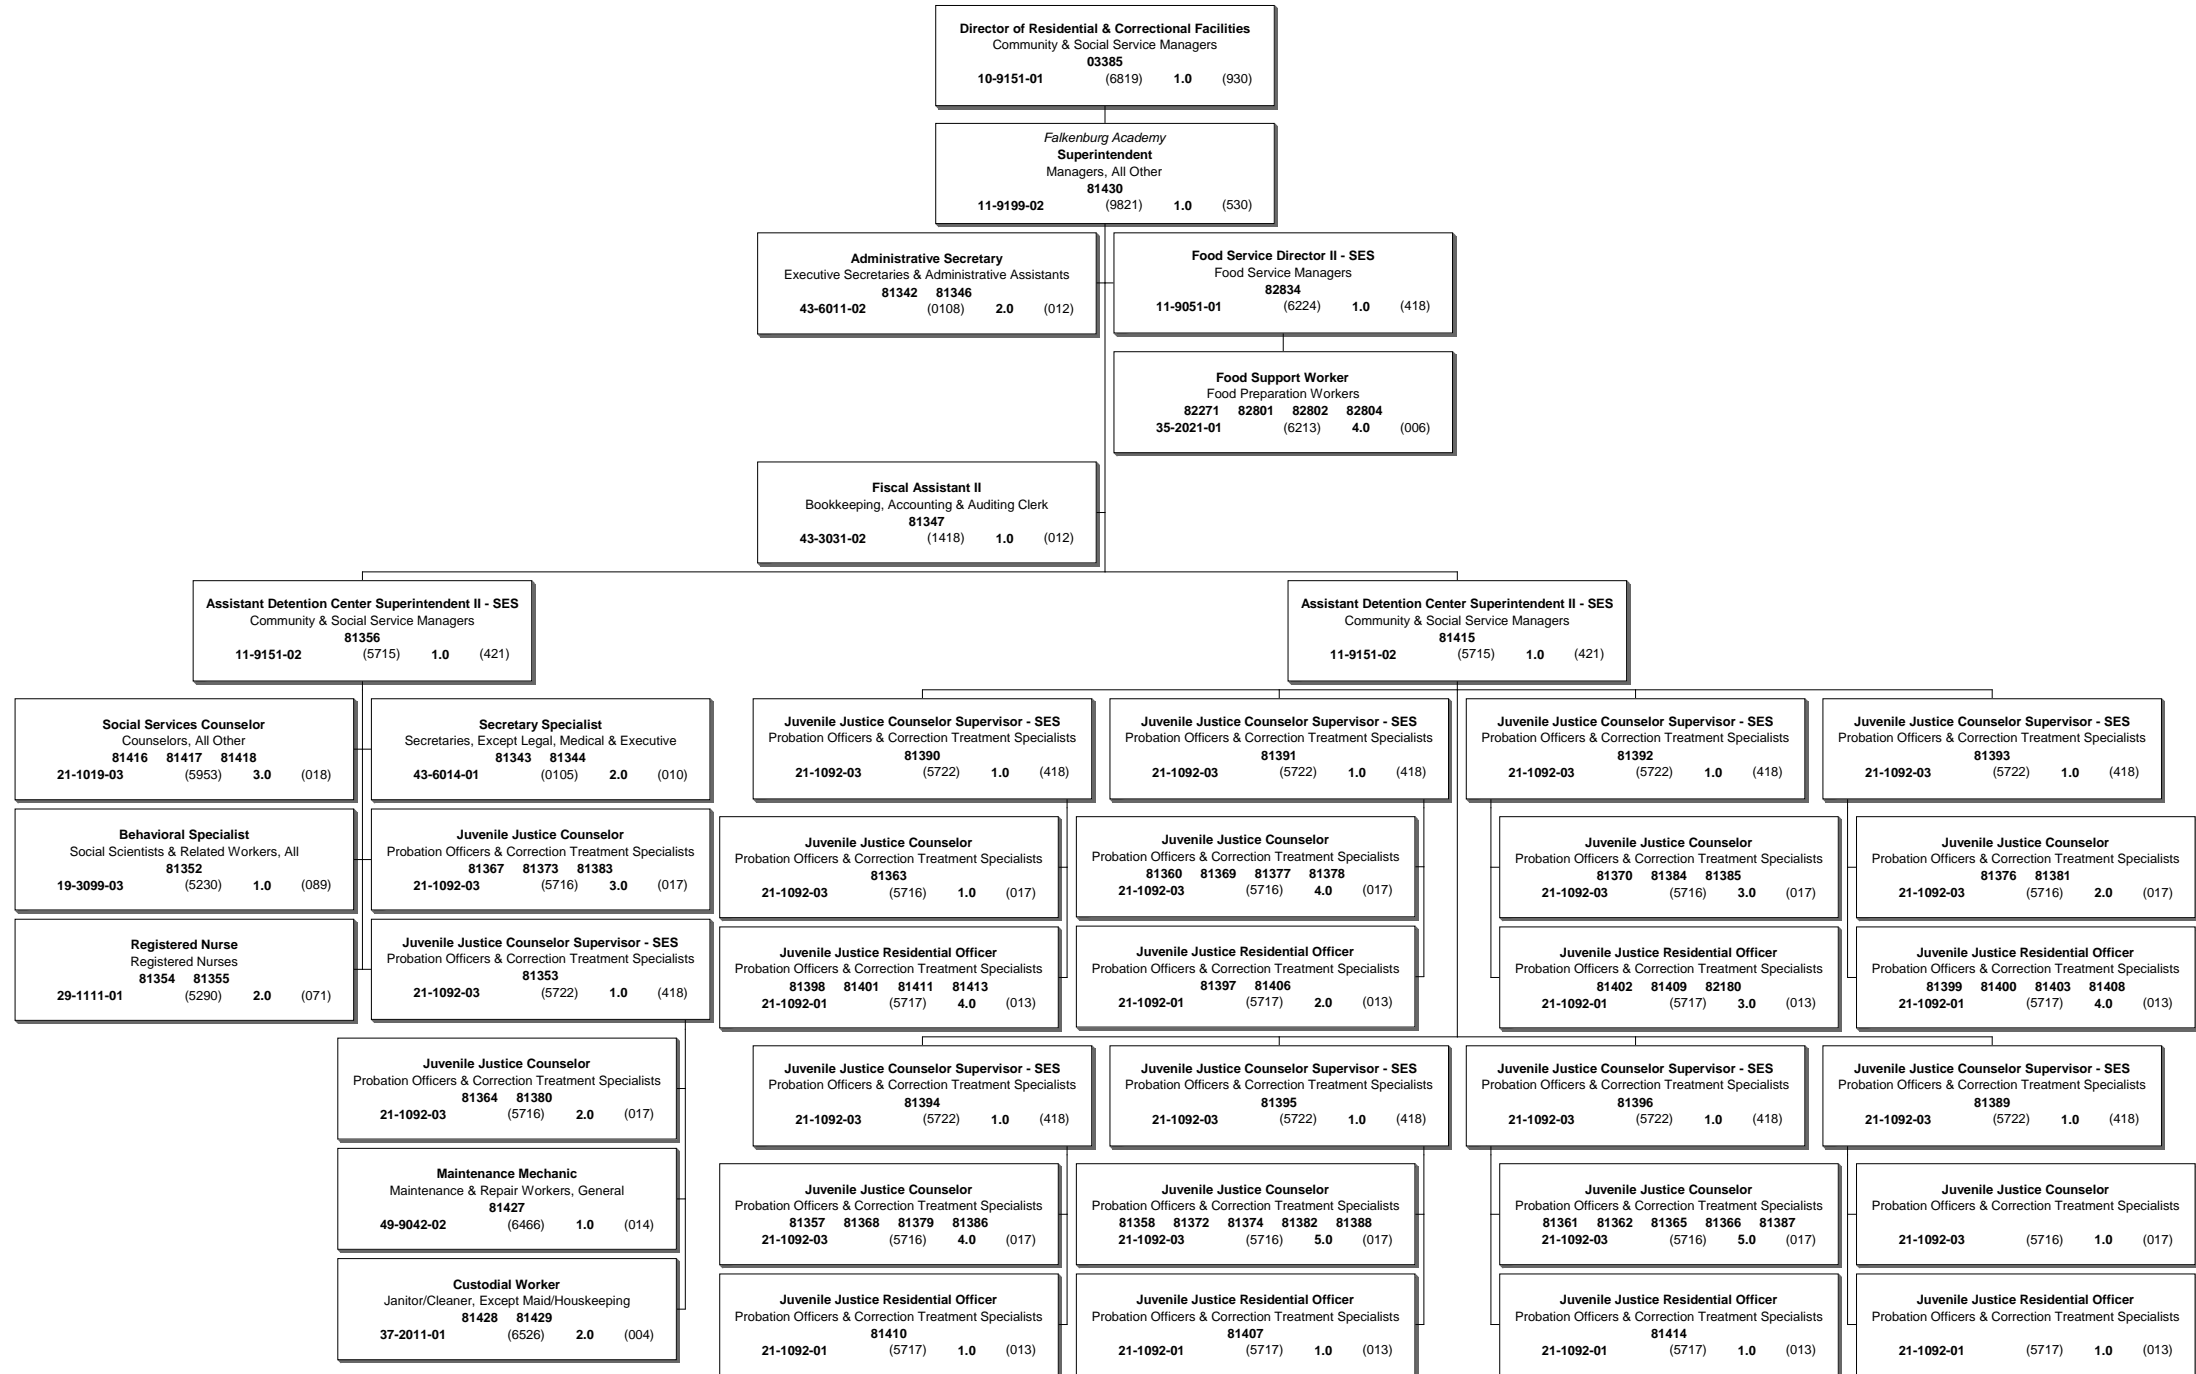 Director of Residential & Correctional Facilities
Community & Social Service Managers
03385
10-9151-01 (6819) 1.0 (930)
Falkenburg Academy
Superintendent
Managers, All Other
81430
11-9199-02 (9821) 1.0 (530)
Administrative Secretary
Executive Secretaries & Administrative Assistants
81342 81346
43-6011-02 (0108) 2.0 (012)
Food Service Director II - SES
Food Service Managers
82834
11-9051-01 (6224) 1.0 (418)
Food Support Worker
Food Preparation Workers
82271 82801 82802 82804
35-2021-01 (6213) 4.0 (006)
Fiscal Assistant II
Bookkeeping, Accounting & Auditing Clerk
81347
43-3031-02 (1418) 1.0 (012)
Assistant Detention Center Superintendent II - SES
Community & Social Service Managers
81356
11-9151-02 (5715) 1.0 (421)
Assistant Detention Center Superintendent II - SES
Community & Social Service Managers
81415
11-9151-02 (5715) 1.0 (421)
Social Services Counselor
Counselors, All Other
81416 81417 81418
21-1019-03 (5953) 3.0 (018)
Secretary Specialist
Secretaries, Except Legal, Medical & Executive
81343 81344
43-6014-01 (0105) 2.0 (010)
Behavioral Specialist
Social Scientists & Related Workers, All
81352
19-3099-03 (5230) 1.0 (089)
Juvenile Justice Counselor
Probation Officers & Correction Treatment Specialists
81367 81373 81383
21-1092-03 (5716) 3.0 (017)
Registered Nurse
Registered Nurses
81354 81355
29-1111-01 (5290) 2.0 (071)
Juvenile Justice Counselor Supervisor - SES
Probation Officers & Correction Treatment Specialists
81353
21-1092-03 (5722) 1.0 (418)
Juvenile Justice Counselor
Probation Officers & Correction Treatment Specialists
81364 81380
21-1092-03 (5716) 2.0 (017)
Maintenance Mechanic
Maintenance & Repair Workers, General
81427
49-9042-02 (6466) 1.0 (014)
Custodial Worker
Janitor/Cleaner, Except Maid/Houskeeping
81428 81429
37-2011-01 (6526) 2.0 (004)
Juvenile Justice Counselor Supervisor - SES
Probation Officers & Correction Treatment Specialists
81390
21-1092-03 (5722) 1.0 (418)
Juvenile Justice Counselor
Probation Officers & Correction Treatment Specialists
81363
21-1092-03 (5716) 1.0 (017)
Juvenile Justice Residential Officer
Probation Officers & Correction Treatment Specialists
81398 81401 81411 81413
21-1092-01 (5717) 4.0 (013)
Juvenile Justice Counselor Supervisor - SES
Probation Officers & Correction Treatment Specialists
81391
21-1092-03 (5722) 1.0 (418)
Juvenile Justice Counselor
Probation Officers & Correction Treatment Specialists
81360 81369 81377 81378
21-1092-03 (5716) 4.0 (017)
Juvenile Justice Residential Officer
Probation Officers & Correction Treatment Specialists
81397 81406
21-1092-01 (5717) 2.0 (013)
Juvenile Justice Counselor Supervisor - SES
Probation Officers & Correction Treatment Specialists
81392
21-1092-03 (5722) 1.0 (418)
Juvenile Justice Counselor
Probation Officers & Correction Treatment Specialists
81370 81384 81385
21-1092-03 (5716) 3.0 (017)
Juvenile Justice Residential Officer
Probation Officers & Correction Treatment Specialists
81402 81409 82180
21-1092-01 (5717) 3.0 (013)
Juvenile Justice Counselor Supervisor - SES
Probation Officers & Correction Treatment Specialists
81393
21-1092-03 (5722) 1.0 (418)
Juvenile Justice Counselor
Probation Officers & Correction Treatment Specialists
81376 81381
21-1092-03 (5716) 2.0 (017)
Juvenile Justice Residential Officer
Probation Officers & Correction Treatment Specialists
81399 81400 81403 81408
21-1092-01 (5717) 4.0 (013)
Juvenile Justice Counselor Supervisor - SES
Probation Officers & Correction Treatment Specialists
81394
21-1092-03 (5722) 1.0 (418)
Juvenile Justice Counselor
Probation Officers & Correction Treatment Specialists
81357 81368 81379 81386
21-1092-03 (5716) 4.0 (017)
Juvenile Justice Residential Officer
Probation Officers & Correction Treatment Specialists
81410
21-1092-01 (5717) 1.0 (013)
Juvenile Justice Counselor Supervisor - SES
Probation Officers & Correction Treatment Specialists
81395
21-1092-03 (5722) 1.0 (418)
Juvenile Justice Counselor
Probation Officers & Correction Treatment Specialists
81358 81372 81374 81382 81388
21-1092-03 (5716) 5.0 (017)
Juvenile Justice Residential Officer
Probation Officers & Correction Treatment Specialists
81407
21-1092-01 (5717) 1.0 (013)
Juvenile Justice Counselor Supervisor - SES
Probation Officers & Correction Treatment Specialists
81396
21-1092-03 (5722) 1.0 (418)
Juvenile Justice Counselor
Probation Officers & Correction Treatment Specialists
81361 81362 81365 81366 81387
21-1092-03 (5716) 5.0 (017)
Juvenile Justice Residential Officer
Probation Officers & Correction Treatment Specialists
81414
21-1092-01 (5717) 1.0 (013)
Juvenile Justice Counselor Supervisor - SES
Probation Officers & Correction Treatment Specialists
81389
21-1092-03 (5722) 1.0 (418)
Juvenile Justice Counselor
Probation Officers & Correction Treatment Specialists
21-1092-03 (5716) 1.0 (017)
Juvenile Justice Residential Officer
Probation Officers & Correction Treatment Specialists
21-1092-01 (5717) 1.0 (013)